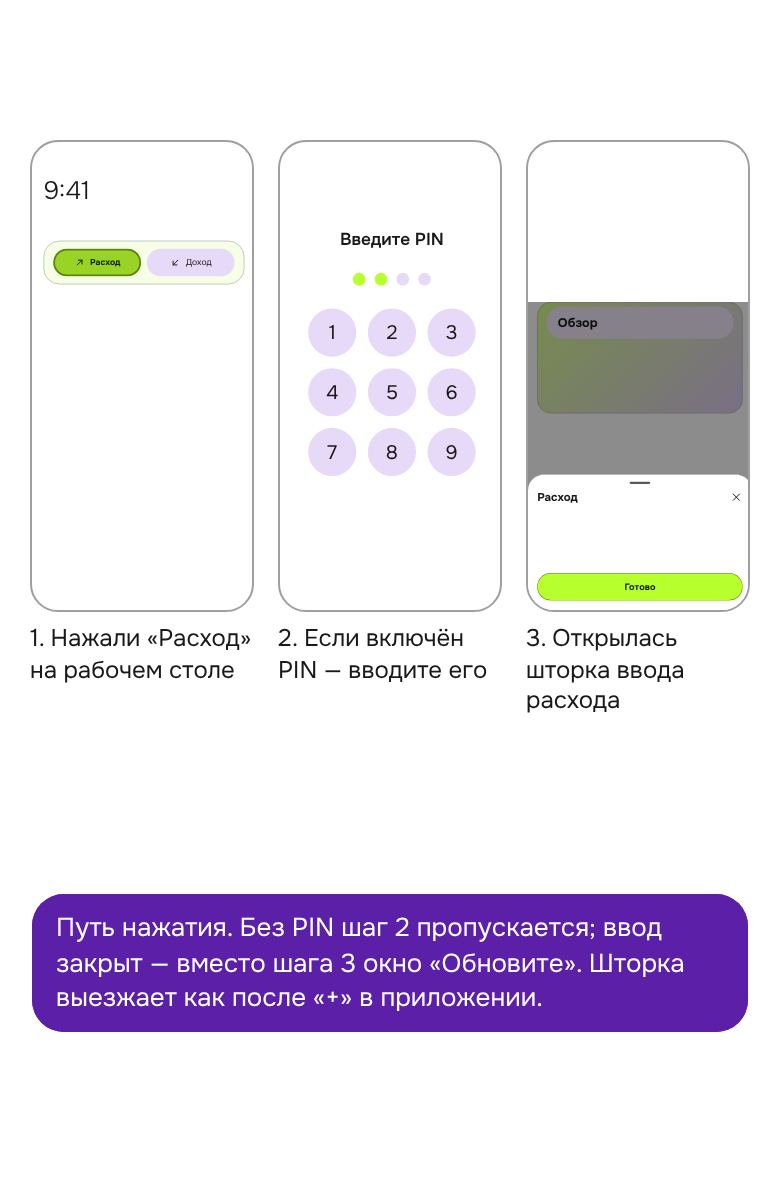 9:41
Расход
Доход
1. Нажали «Расход»
на рабочем столе
Введите PIN
1 2 3
4 5 6
7 8 9
2. Если включён
PIN — вводите его
Обзор
Расход
Готово
3. Открылась
шторка ввода
расхода
Путь нажатия. Без PIN шаг 2 пропускается; ввод
закрыт — вместо шага 3 окно «Обновите». Шторка
выезжает как после «+» в приложении.